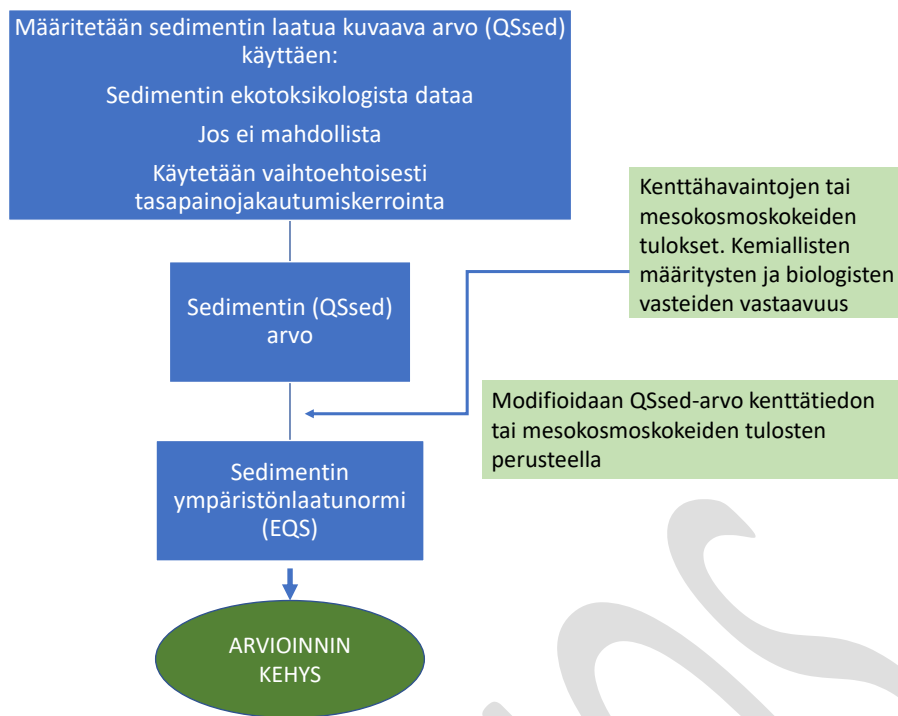 Määritetään sedimentin laatua kuvaava arvo (QSsed)
käyttäen:
Sedimentin ekotoksikologista dataa
Jos ei mahdollista
Käytetään vaihtoehtoisesti
tasapainojakautumiskerrointa
Kenttähavaintojen tai
mesokosmoskokeiden
tulokset. Kemiallisten
määritysten ja biologisten
vasteiden vastaavuus
Sedimentin (QSsed)
arvo
Modifioidaan QSsed-arvo kenttätiedon
tai mesokosmoskokeiden tulosten
perusteella
Sedimentin
ympäristönlaatunormi
(EQS)
ARVIOINNIN
KEHYS